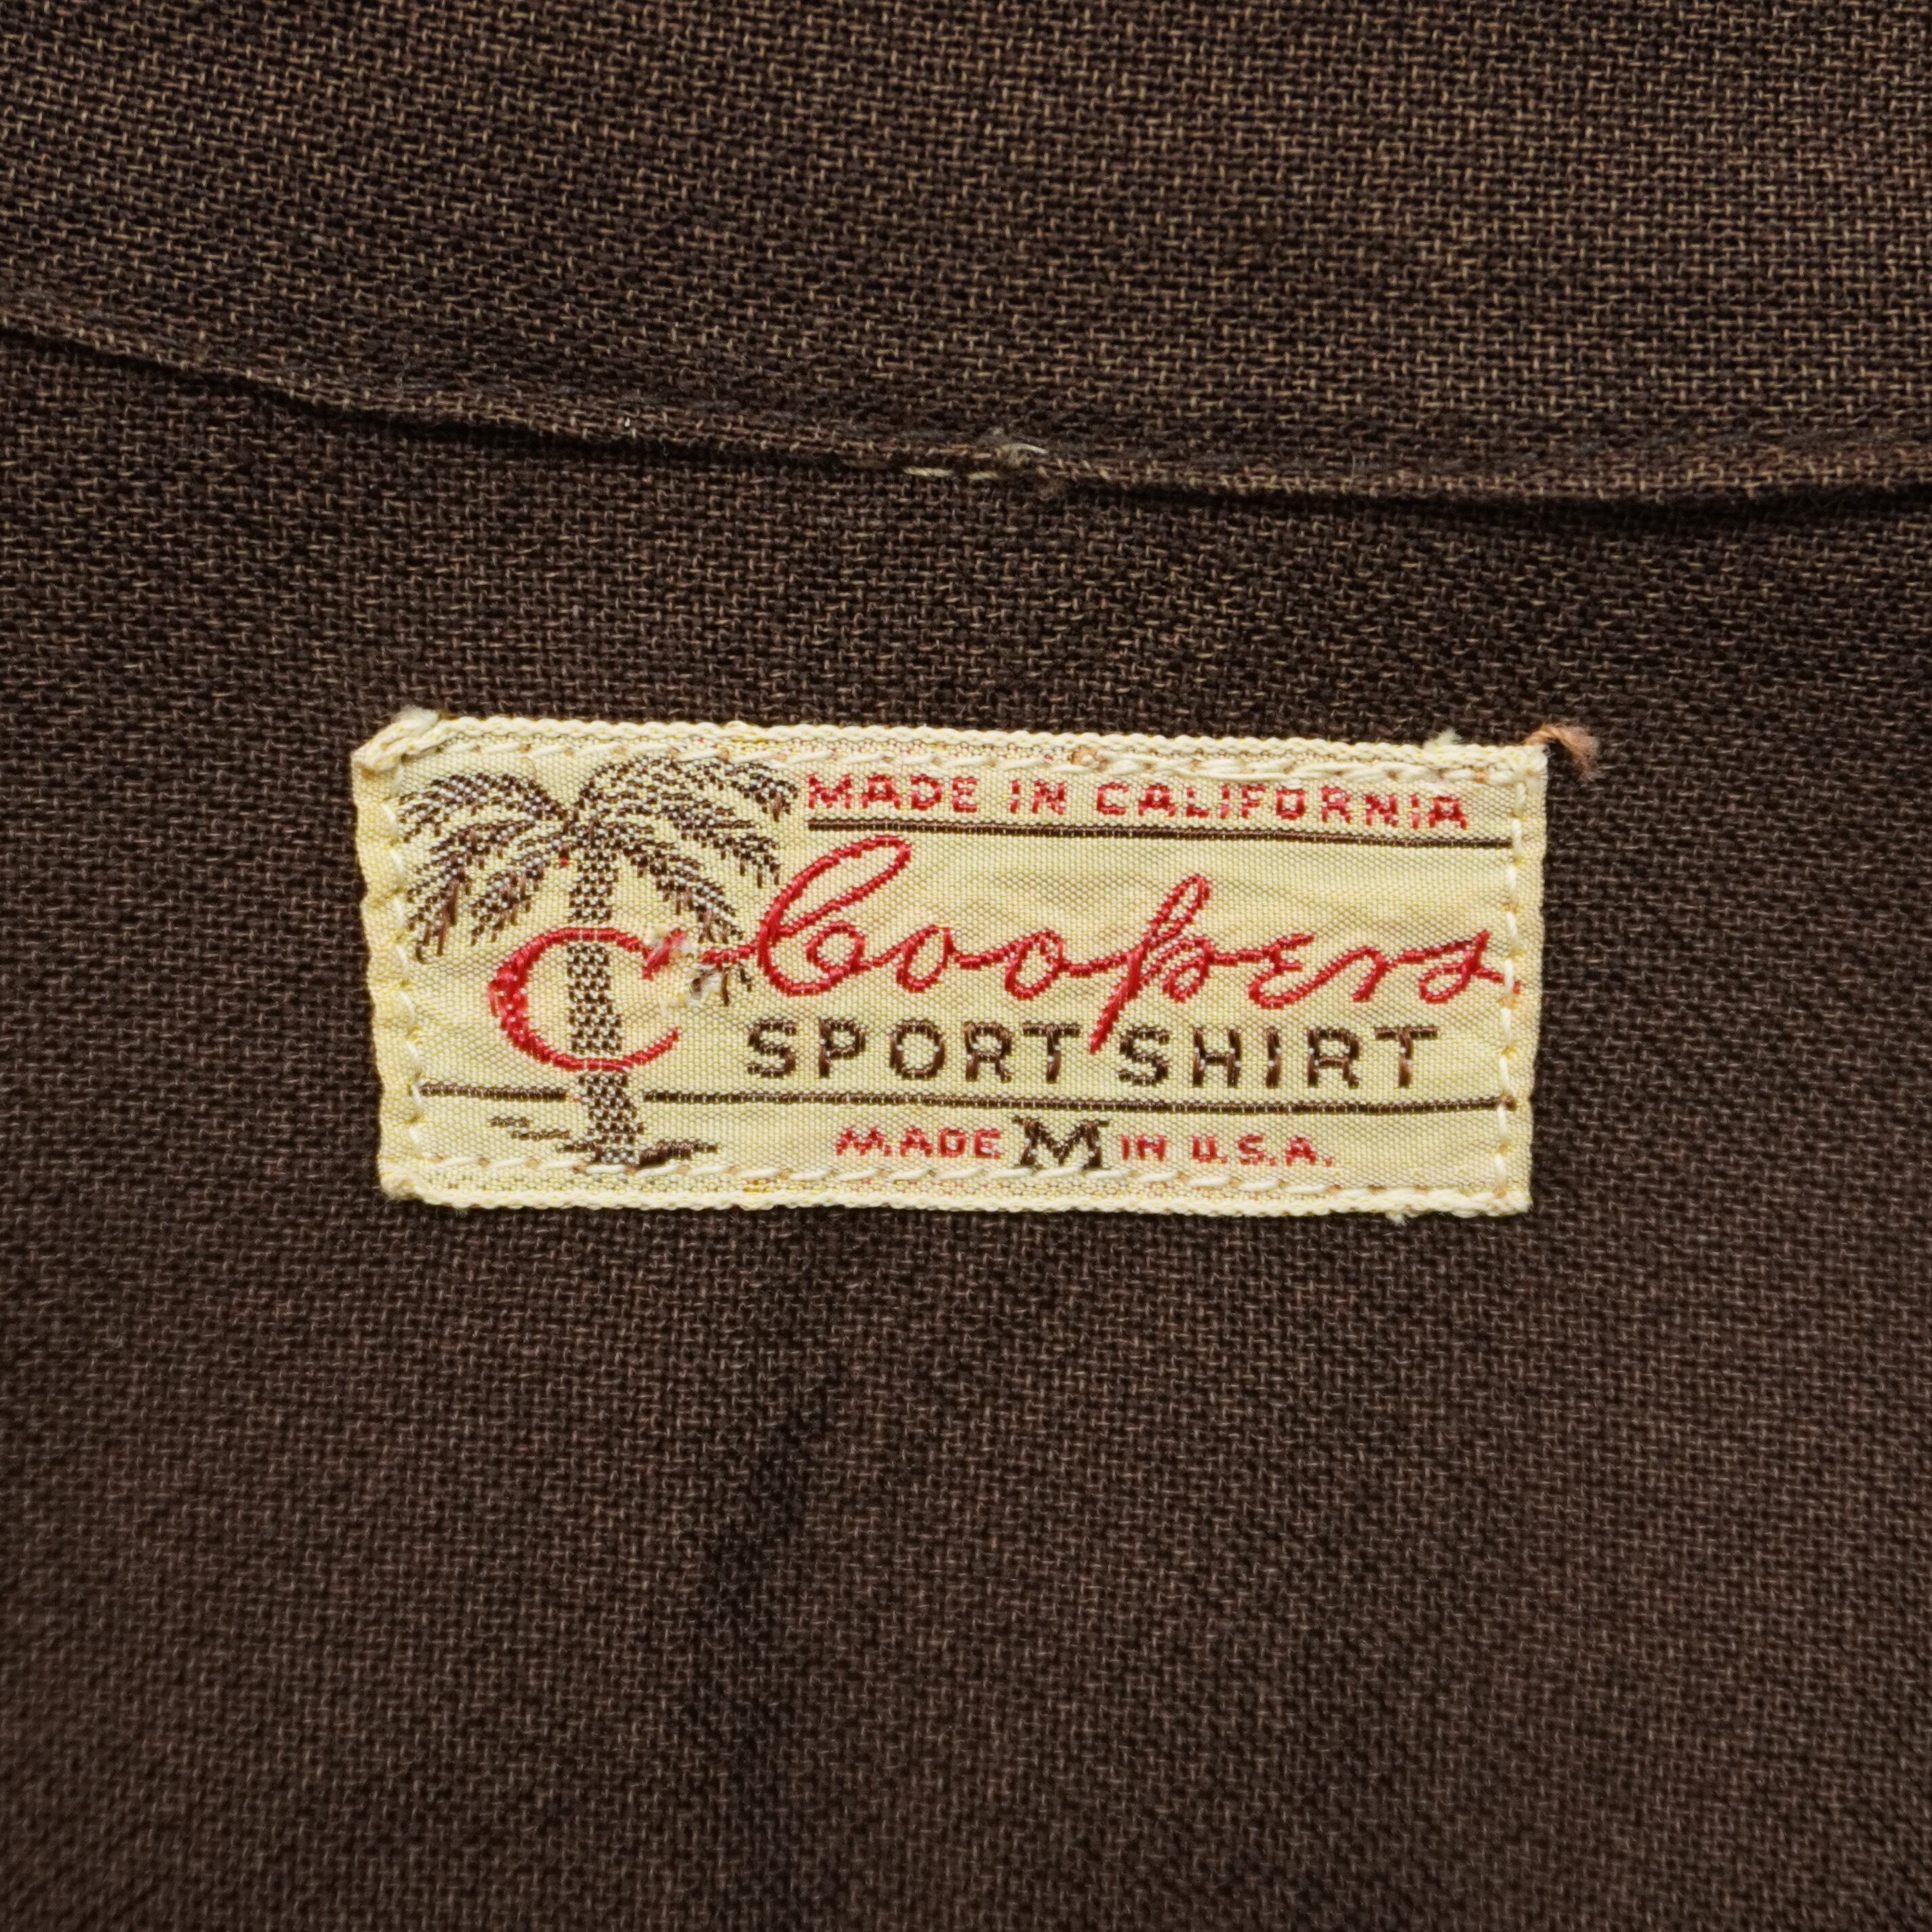 MADE IN CALIFORNIA
C Coopers
SPORT SHIRT
MADE M IN U.S.A.